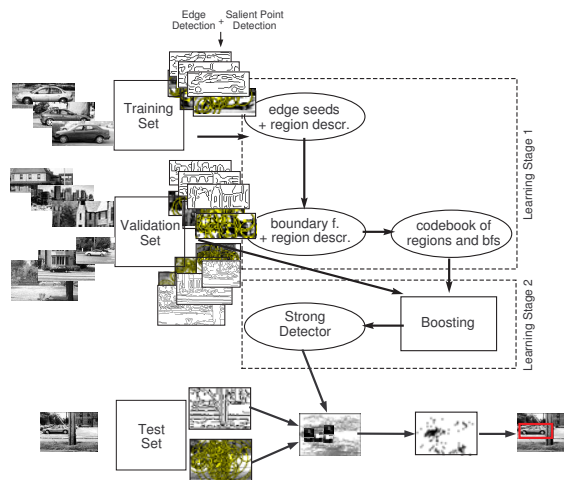 Edge
Detection
+
Salient Point
Detection
Training
Set
edge seeds
+ region descr.
Learning Stage 1
Validation
Set
boundary f.
+ region descr.
codebook of
regions and bfs
Strong
Detector
Boosting
Learning Stage 2
Test
Set